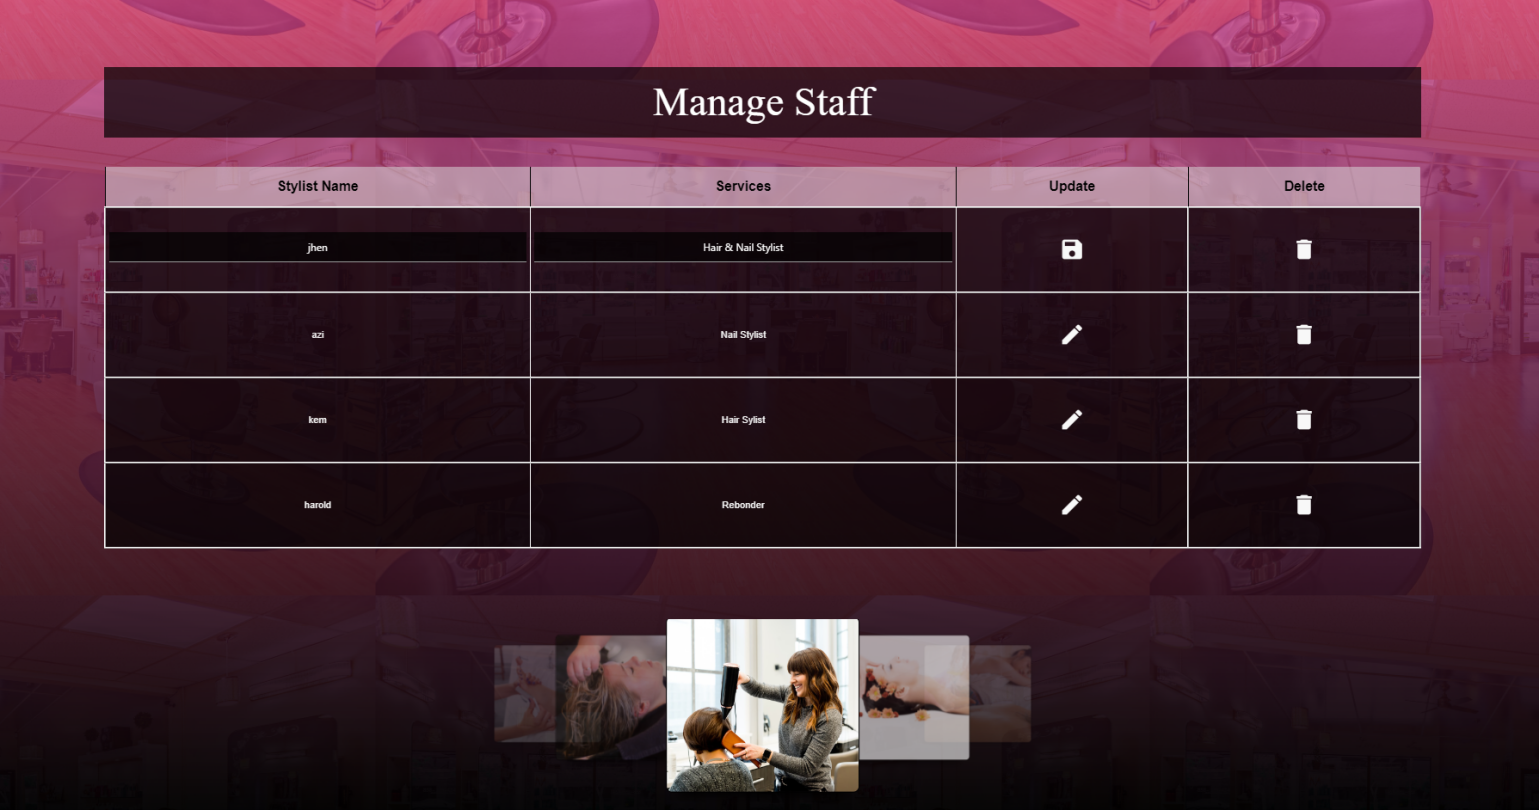 Manage Staff
Stylist Name Services Update Delete
jhen Hair & Nail Stylist
azi Nail Stylist
kem Hair Sylist
harold Rebonder